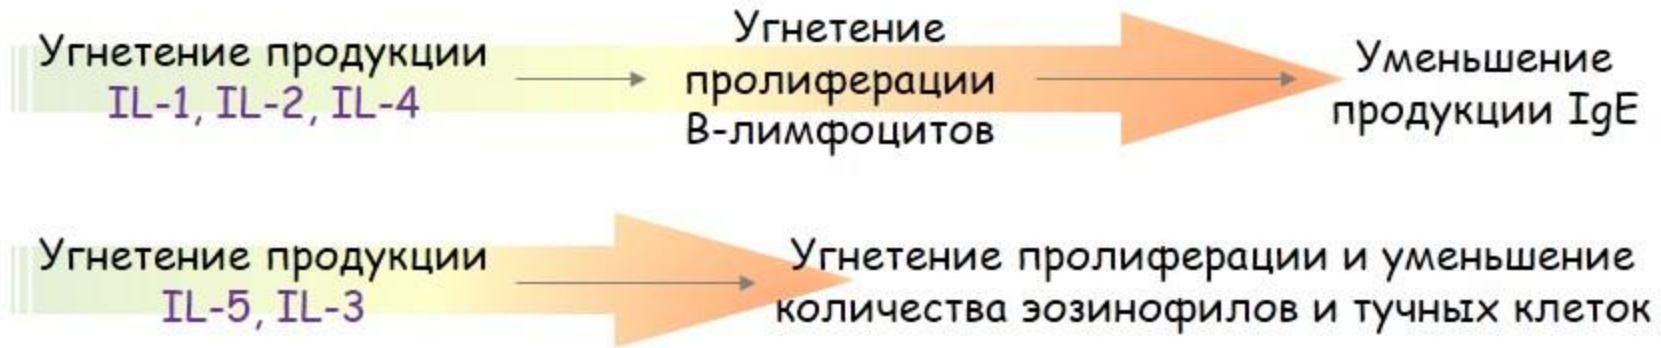 Угнетение продукции
IL-1, IL-2, IL-4
Угнетение
пролиферации
В-лимфоцитов
Уменьшение
продукции IgE
Угнетение продукции
IL-5, IL-3
Угнетение пролиферации и уменьшение
количества эозинофилов и тучных клеток